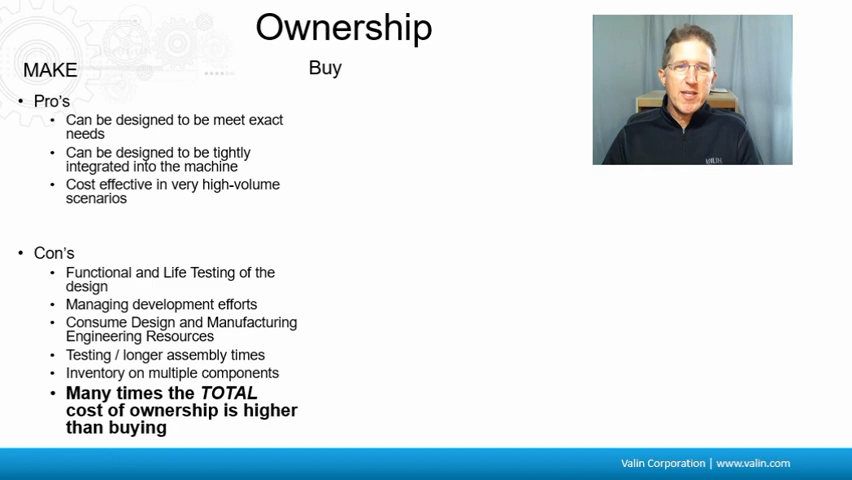 Ownership
MAKE
Buy
• Pro's
• Can be designed to be meet exact
needs
• Can be designed to be tightly
integrated into the machine
• Cost effective in very high-volume
scenarios
• Con's
• Functional and Life Testing of the
design
• Managing development efforts
• Consume Design and Manufacturing
Engineering Resources
• Testing / longer assembly times
• Inventory on multiple components
• Many times the TOTAL
cost of ownership is higher
than buying
Valin Corporation | www.valin.com